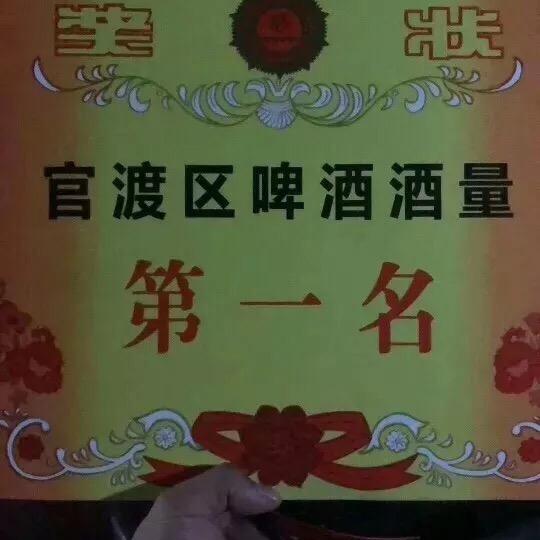 奖 状
官渡区啤酒酒量
第一名